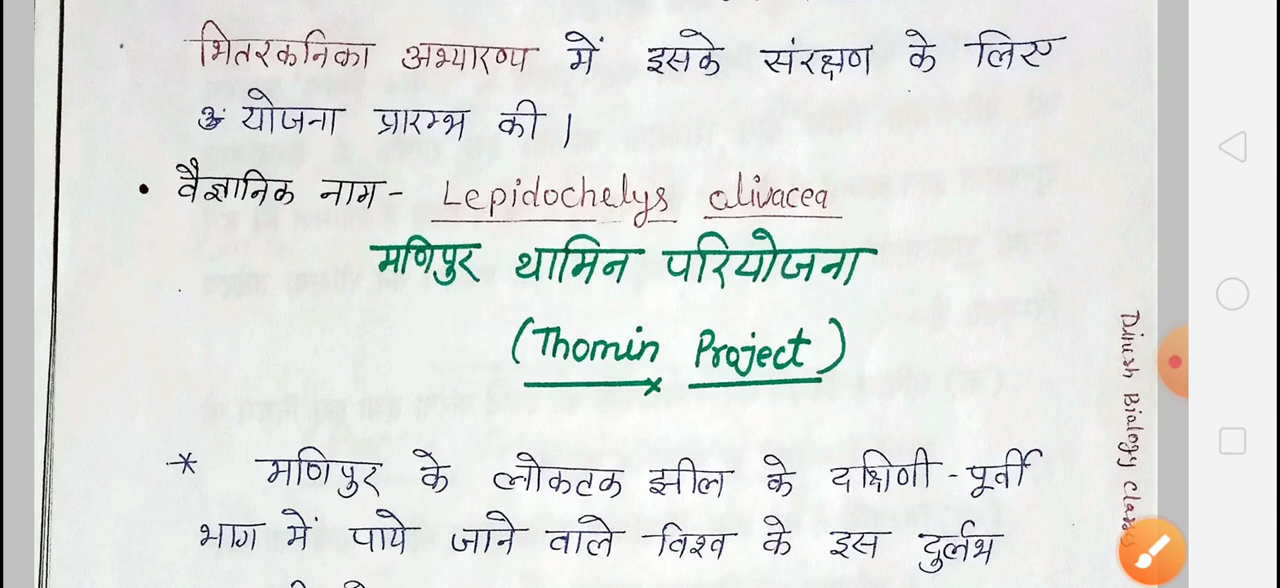 भितरकनिका अभ्यारण्य में इसके संरक्षण के लिए
योजना प्रारम्भ की।
• वैज्ञानिक नाम - Lepidochelys olivacea
मणिपुर थामिन परियोजना
(Thomin Project)
* मणिपुर के लोकटक झील के दक्षिणी-पूर्वी
भाग में पाये जाने वाले विश्व के इस दुर्लभ
Dinesh Biology Classes